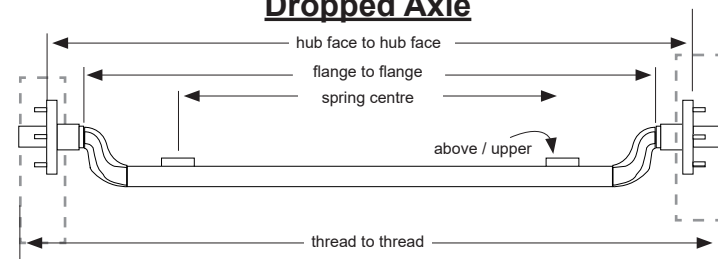 Dropped Axle
hub face to hub face
flange to flange
spring centre
above / upper
thread to thread